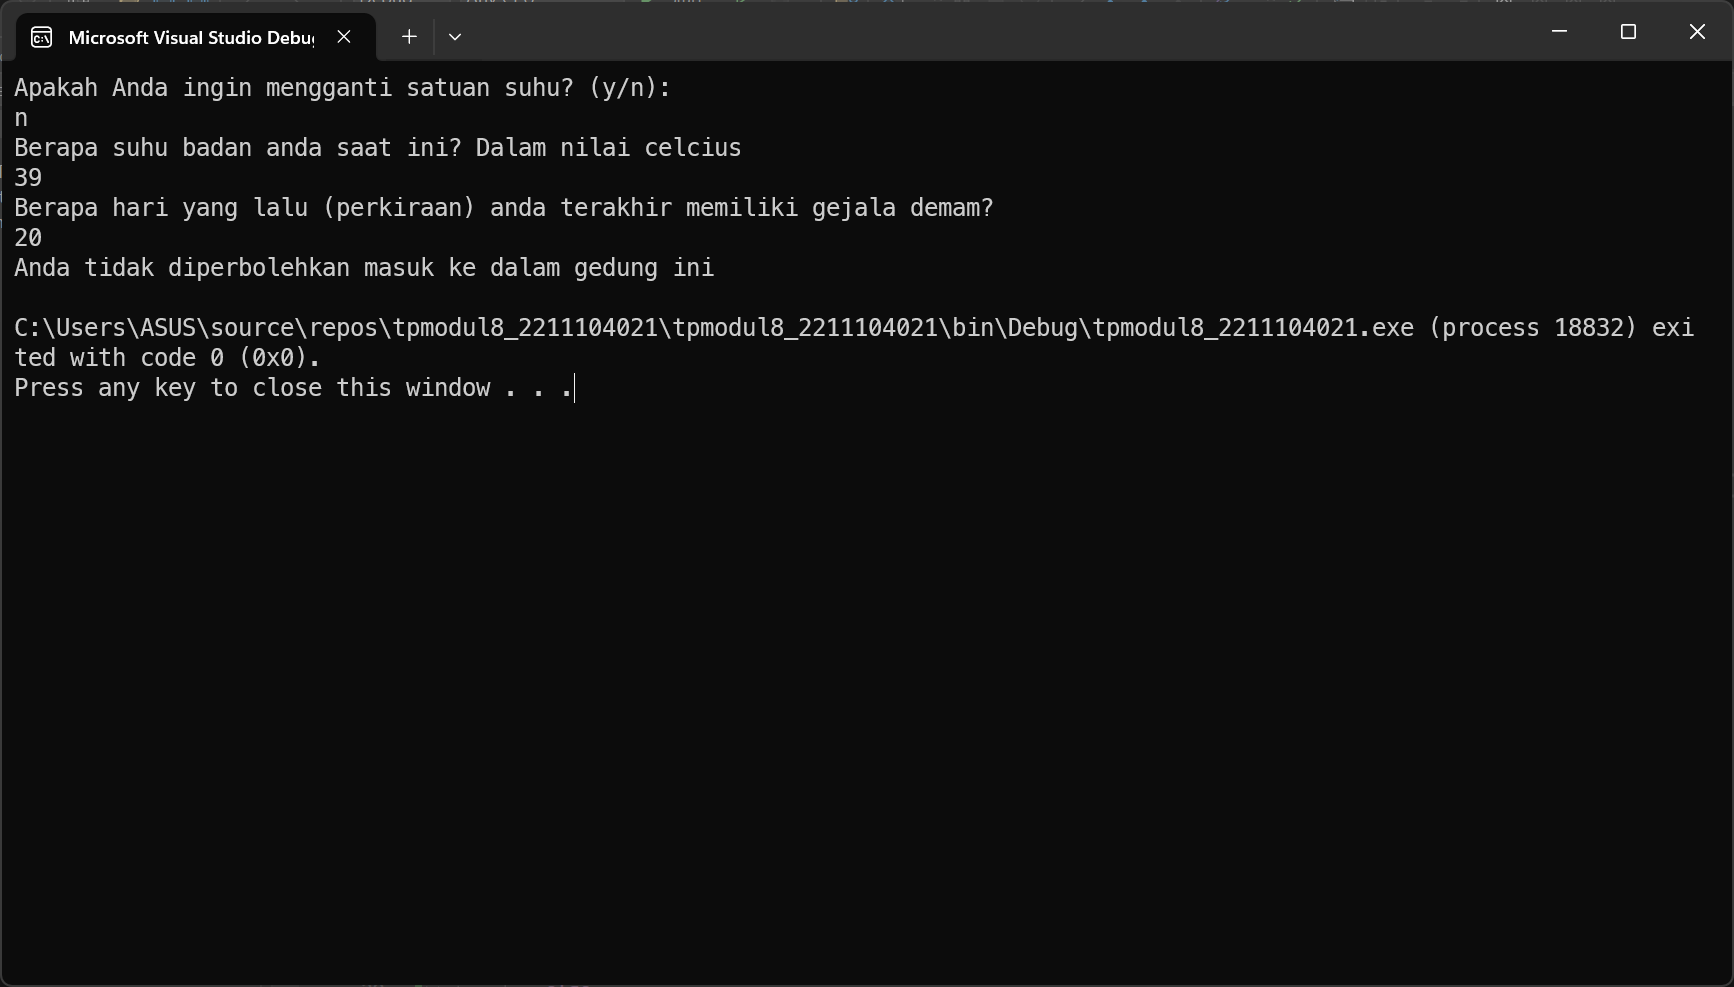 Microsoft Visual Studio Debu
Apakah Anda ingin mengganti satuan suhu? (y/n):
n
Berapa suhu badan anda saat ini? Dalam nilai celcius
39
Berapa hari yang lalu (perkiraan) anda terakhir memiliki gejala demam?
20
Anda tidak diperbolehkan masuk ke dalam gedung ini
C:\Users\ASUS\source\repos\tpmodul8_2211104021\tpmodul8_2211104021\bin\Debug\tpmodul8_2211104021.exe (process 18832) exi
ted with code 0 (0x0).
Press any key to close this window . . .